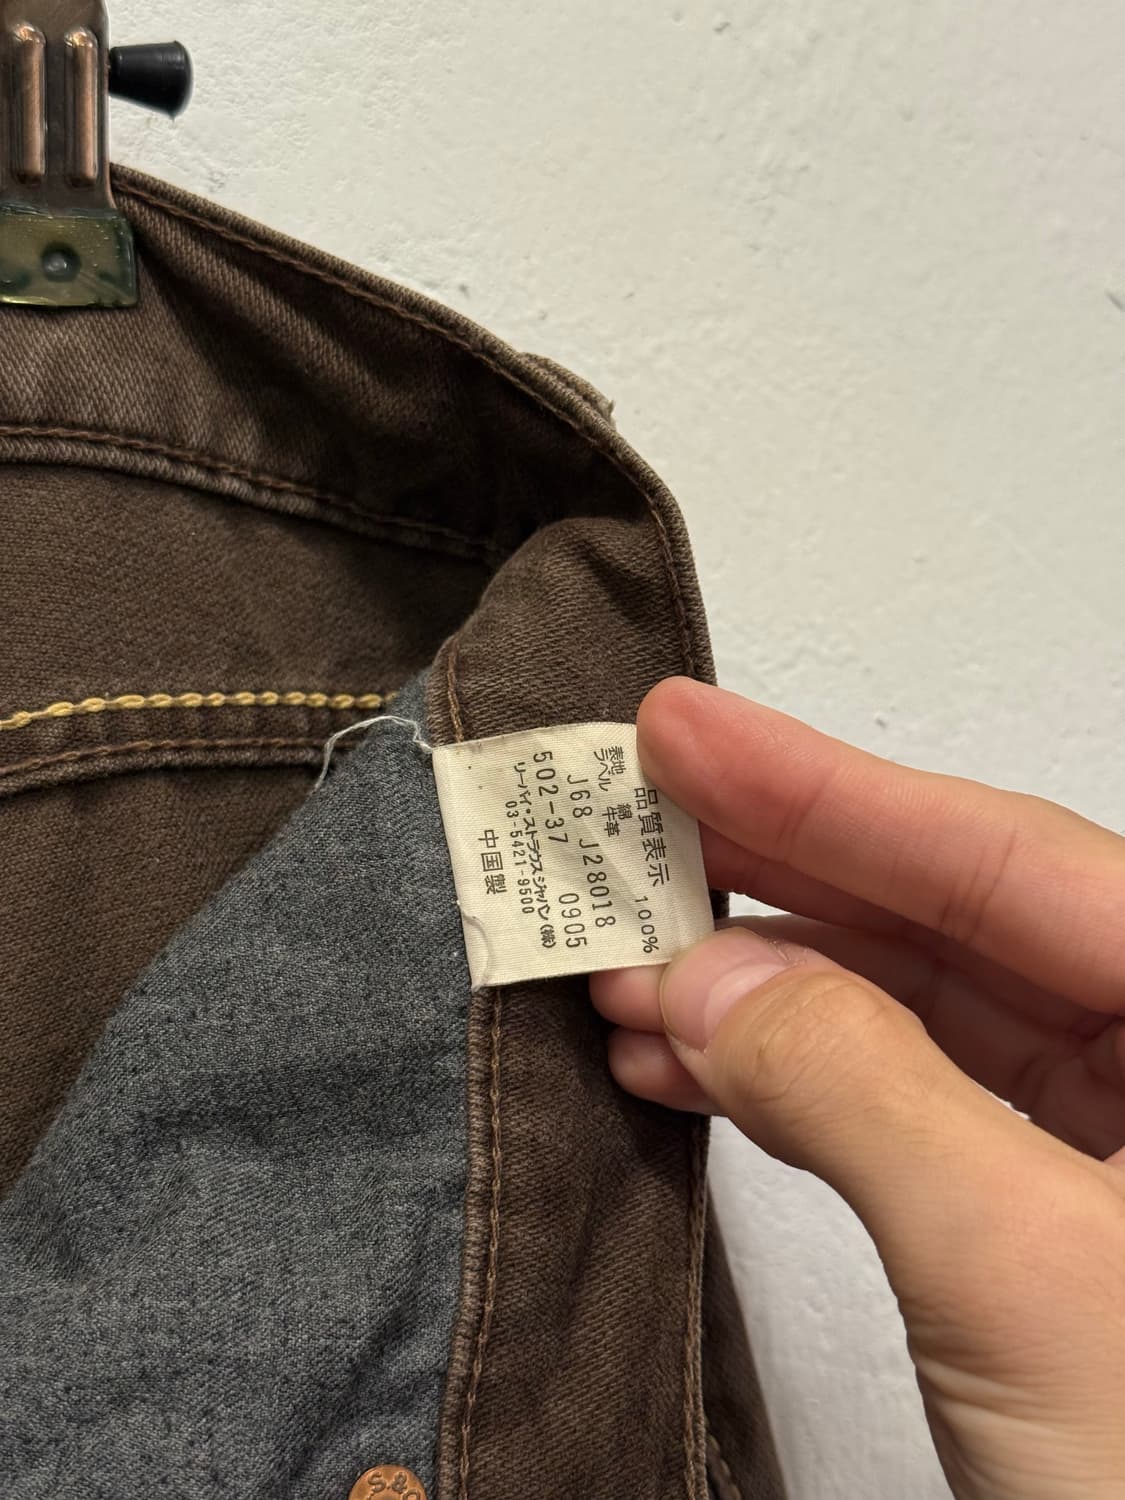 品質表示
表地 綿 100%
ラベル 牛革
J68 J28018
502-37 0905
リーバイ・ストラウスジャパン(株)
03-5421-9500
中国製
S&C